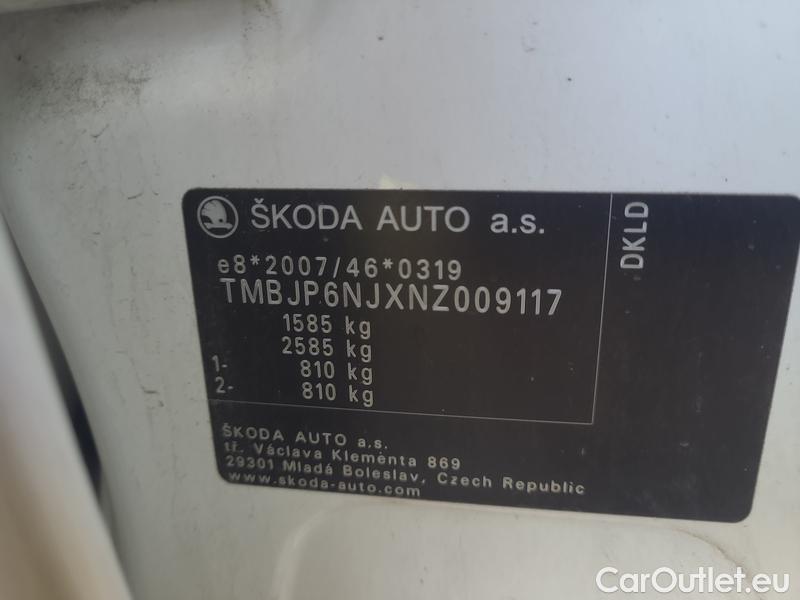 ŠKODA AUTO a.s.
DKLD
e8*2007/46*0319
TMBJP6NJXNZ009117
1585 kg
2585 kg
1- 810 kg
2- 810 kg
ŠKODA AUTO a.s.
tř. Václava Klementa 869
29301 Mladá Boleslav, Czech Republic
www.skoda-auto.com
CarOutlet.eu